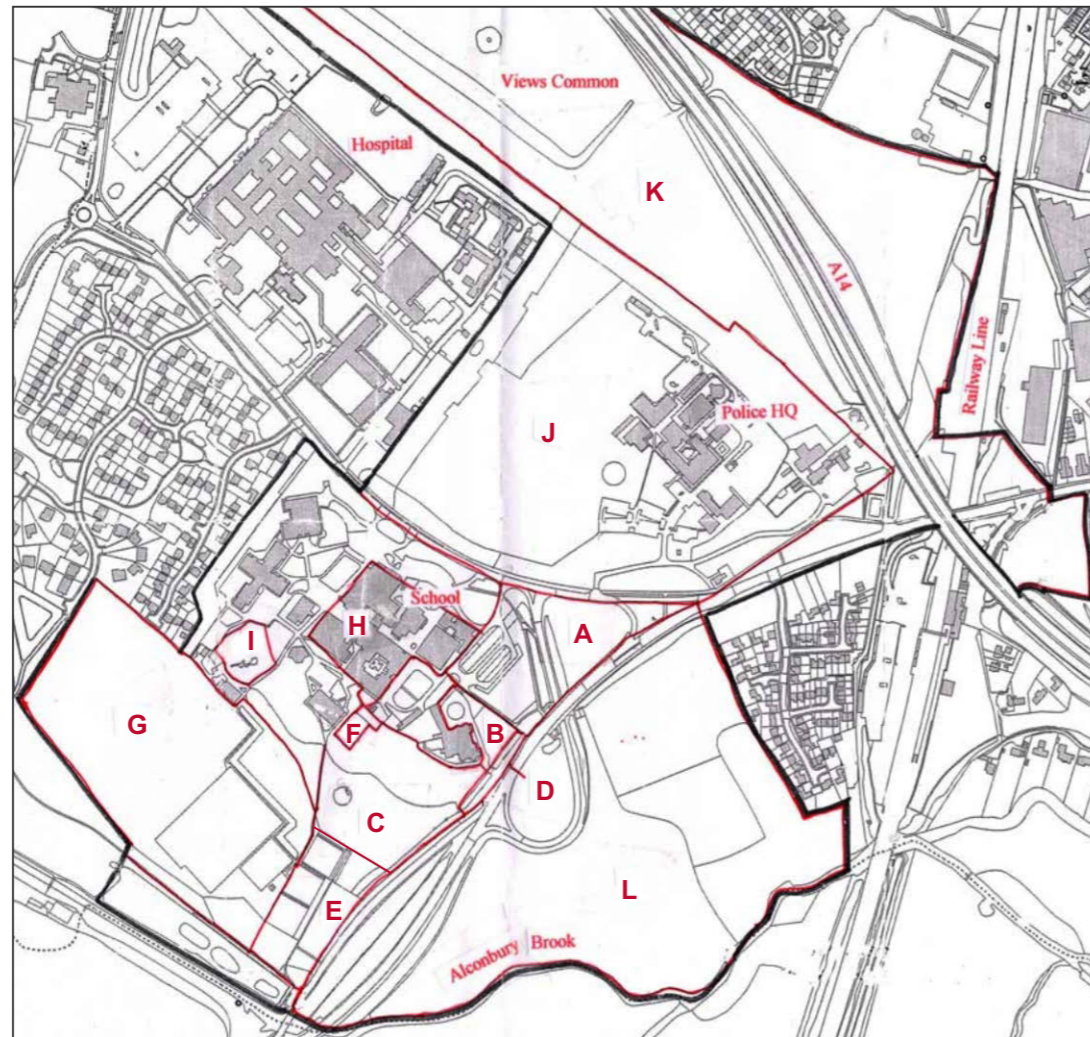 Views Common
Hospital
K
A14
Railway Line
Police HQ
J
School
H
A
I
G
F
B
D
C
E
L
Alconbury Brook